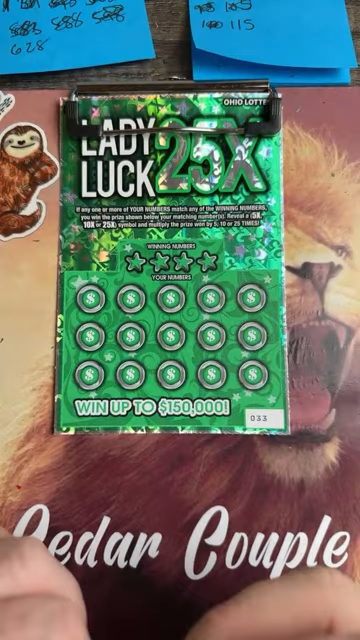 628
115
OHIO LOTTE
LADY
LUCK
25X
If any one or more of YOUR NUMBERS match any of the WINNING NUMBERS,
you win the prize shown below your matching number(s). Reveal a (5X,
10X or 25X) symbol and multiply the prize won by 5, 10 or 25 TIMES!
WINNING NUMBERS
YOUR NUMBERS
$ $ $ $ $
$ $ $ $ $
$ $ $ $ $
WIN UP TO $150,000!
033
Cedar Couple